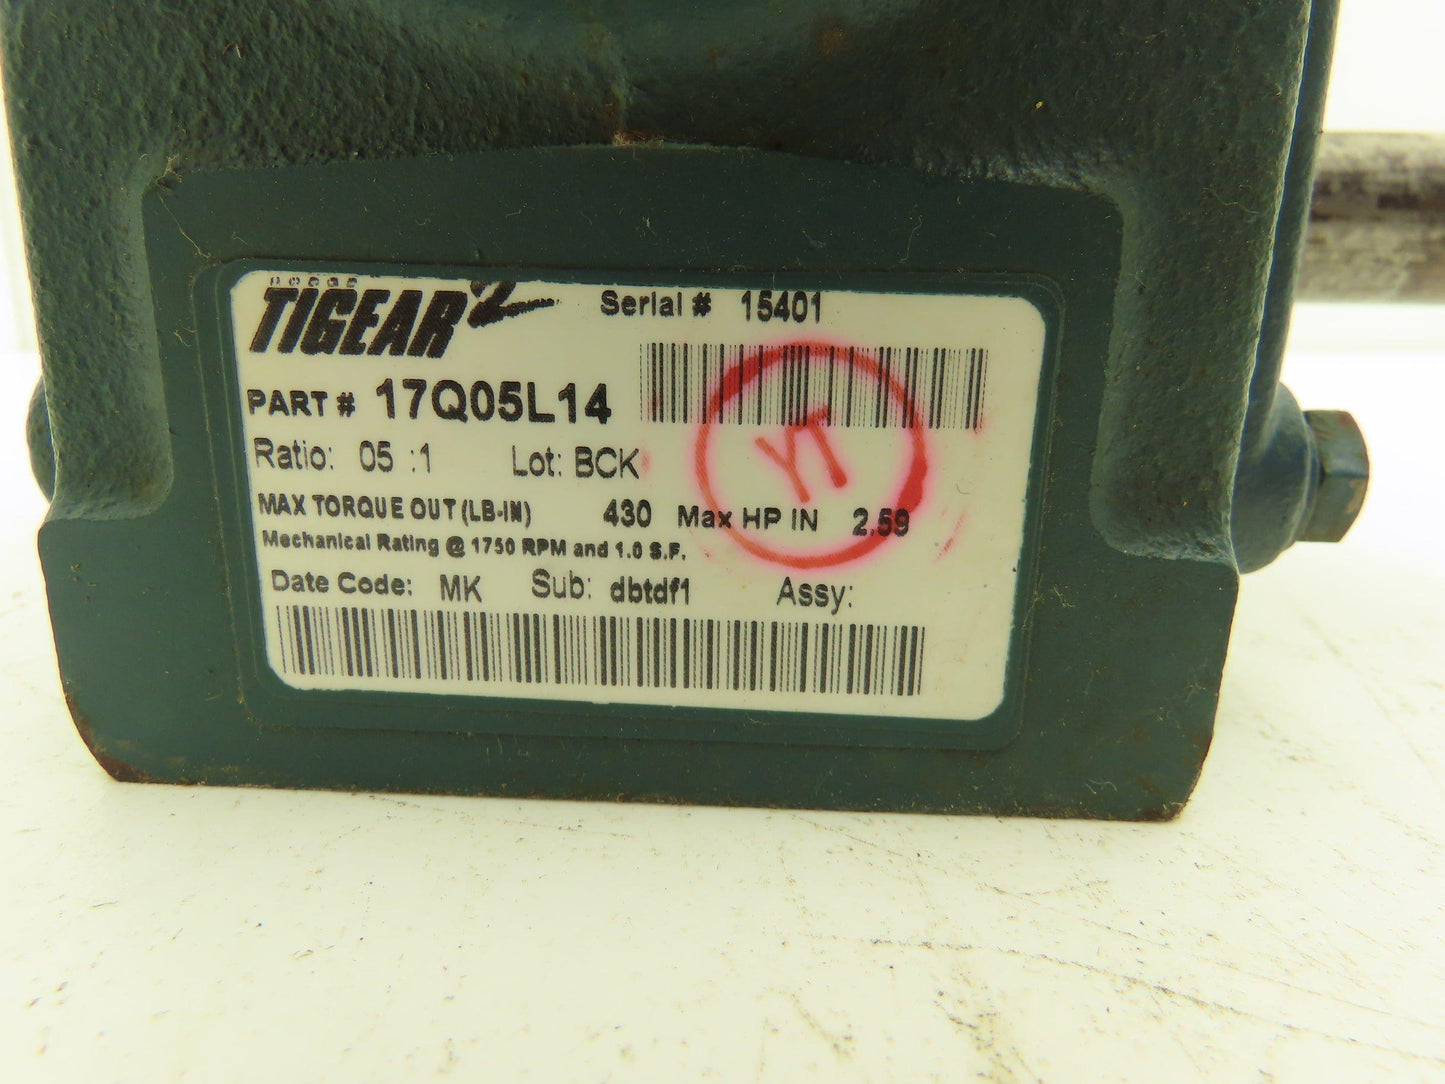 DODGE
TIGEAR 2 Serial # 15401
PART # 17Q05L14
Ratio: 05 :1 Lot: BCK
YT
MAX TORQUE OUT (LB-IN) 430 Max HP IN 2.59
Mechanical Rating @ 1750 RPM and 1.0 S.F.
Date Code: MK Sub: dbtdf1 Assy: